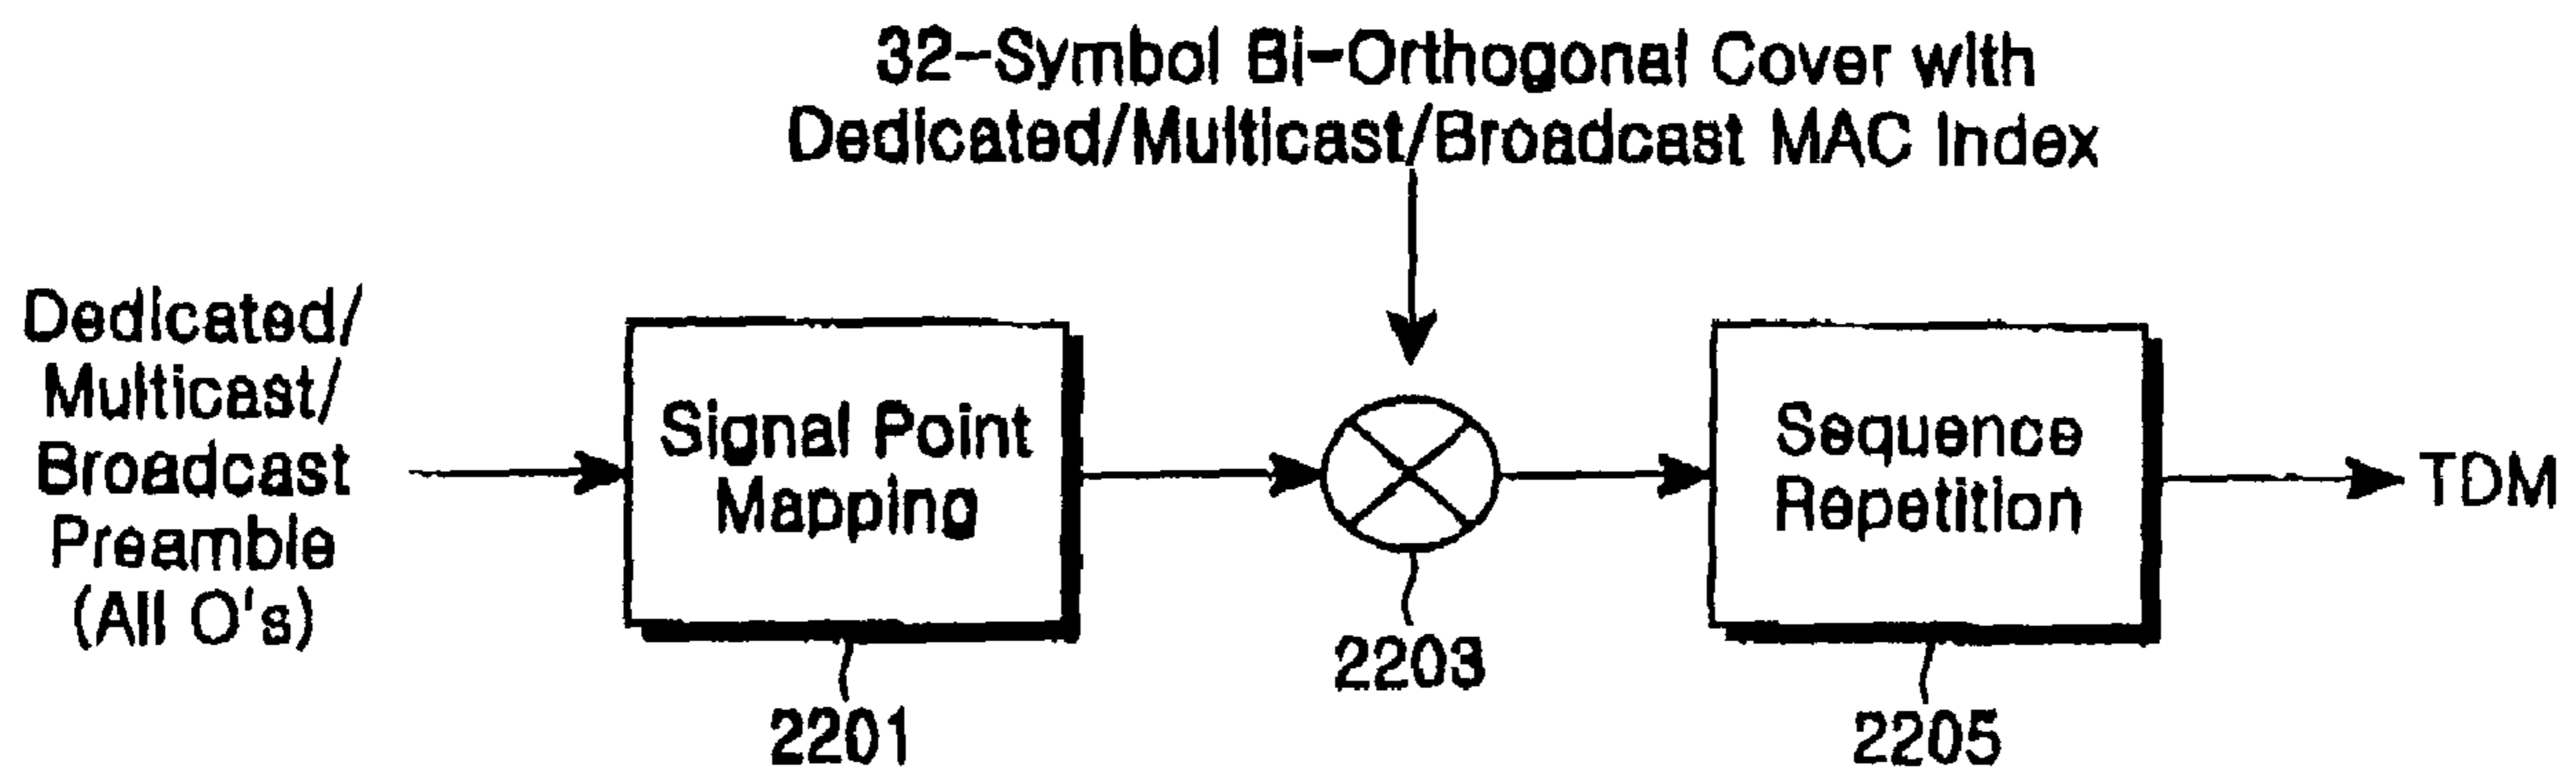 32-Symbol Bi-Orthogonal Cover with
Dedicated/Multicast/Broadcast MAC Index
Dedicated/
Multicast/
Broadcast
Preamble
(All 0's)
Signal Point
Mapping
Sequence
Repetition
TDM
2201
2203
2205